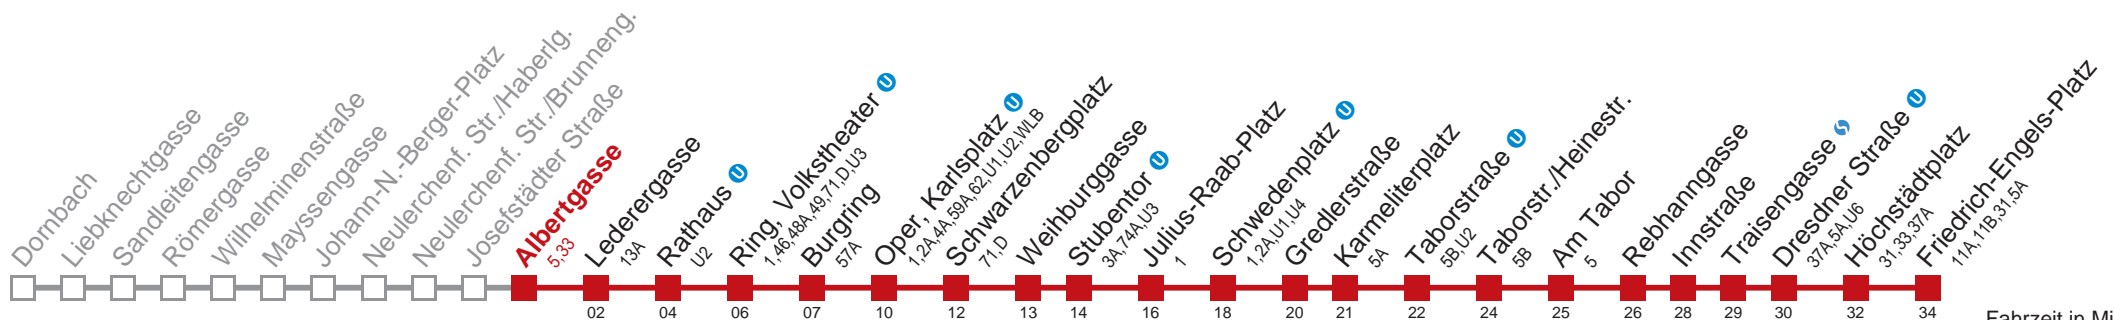 Dornbach
Liebknechtgasse
Sandleitengasse
Römergasse
Wilhelminenstraße
Mayssengasse
Johann-N.-Berger-Platz
Neulerchenf. Str./Haberlg.
Neulerchenf. Str./Brunneng.
Josefstädter Straße
Albertgasse
5,33
Lederergasse
13A
Rathaus U
U2
Ring, Volkstheater U
1,46,48A,49,71,D,U3
Burgring
57A
Oper, Karlsplatz U
1,2A,4A,59A,62,U1,U2,WLB
Schwarzenbergplatz
71,D
Weihburggasse
Stubentor U
3A,74A,U3
Julius-Raab-Platz
1
Schwedenplatz U
1,2A,U1,U4
Gredlerstraße
Karmeliterplatz
5A
Taborstraße U
5B,U2
Taborstr./Heinestr.
5B
Am Tabor
5
Rebhanngasse
Innstraße
Traisengasse
Dresdner Straße U
37A,5A,U6
Höchstädtplatz
31,33,37A
Friedrich-Engels-Platz
11A,11B,31,5A
02 04 06 07 10 12 13 14 16 18 20 21 22 24 25 26 28 29 30 32 34
Fahrzeit in Mi